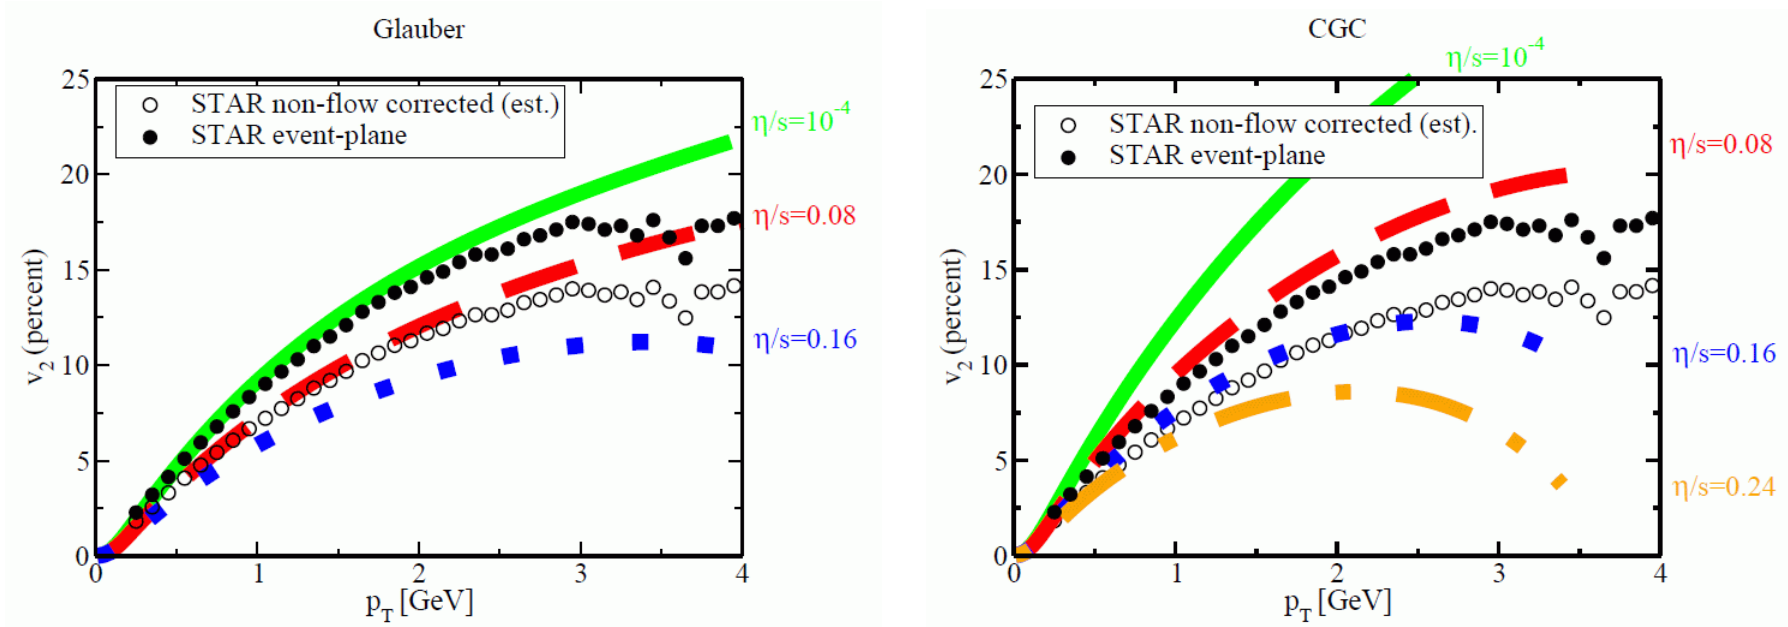 Glauber
25
20
15
10
5
0
v₂ (percent)
STAR non-flow corrected (est.)
STAR event-plane
η/s=10⁻⁴
η/s=0.08
η/s=0.16
0 1 2 3 4
p_T [GeV]
CGC
η/s=10⁻⁴
25
20
15
10
5
0
v₂ (percent)
STAR non-flow corrected (est).
STAR event-plane
η/s=0.08
η/s=0.16
η/s=0.24
0 1 2 3 4
p_T [GeV]